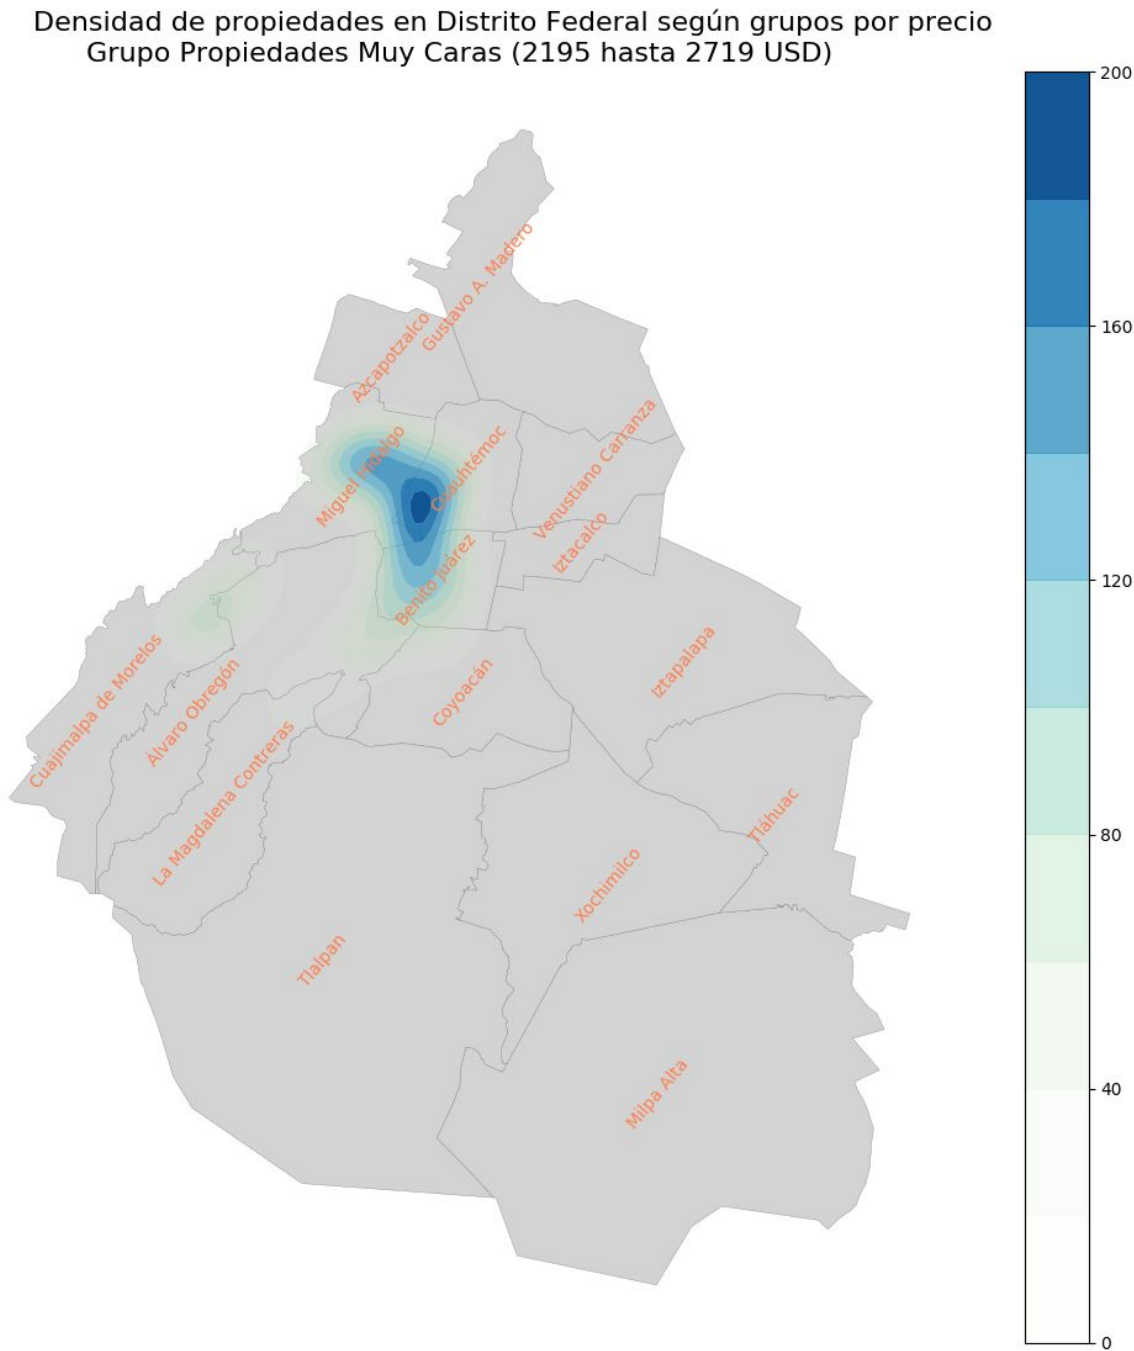 Densidad de propiedades en Distrito Federal según grupos por precio
Grupo Propiedades Muy Caras (2195 hasta 2719 USD)
200
160
120
80
40
0
Gustavo A. Madero
Azcapotzalco
Miguel Hidalgo
Cuauhtémoc
Venustiano Carranza
Iztacalco
Benito Juárez
Iztapalapa
Coyoacán
Cuajimalpa de Morelos
Álvaro Obregón
La Magdalena Contreras
Tláhuac
Xochimilco
Tlalpan
Milpa Alta